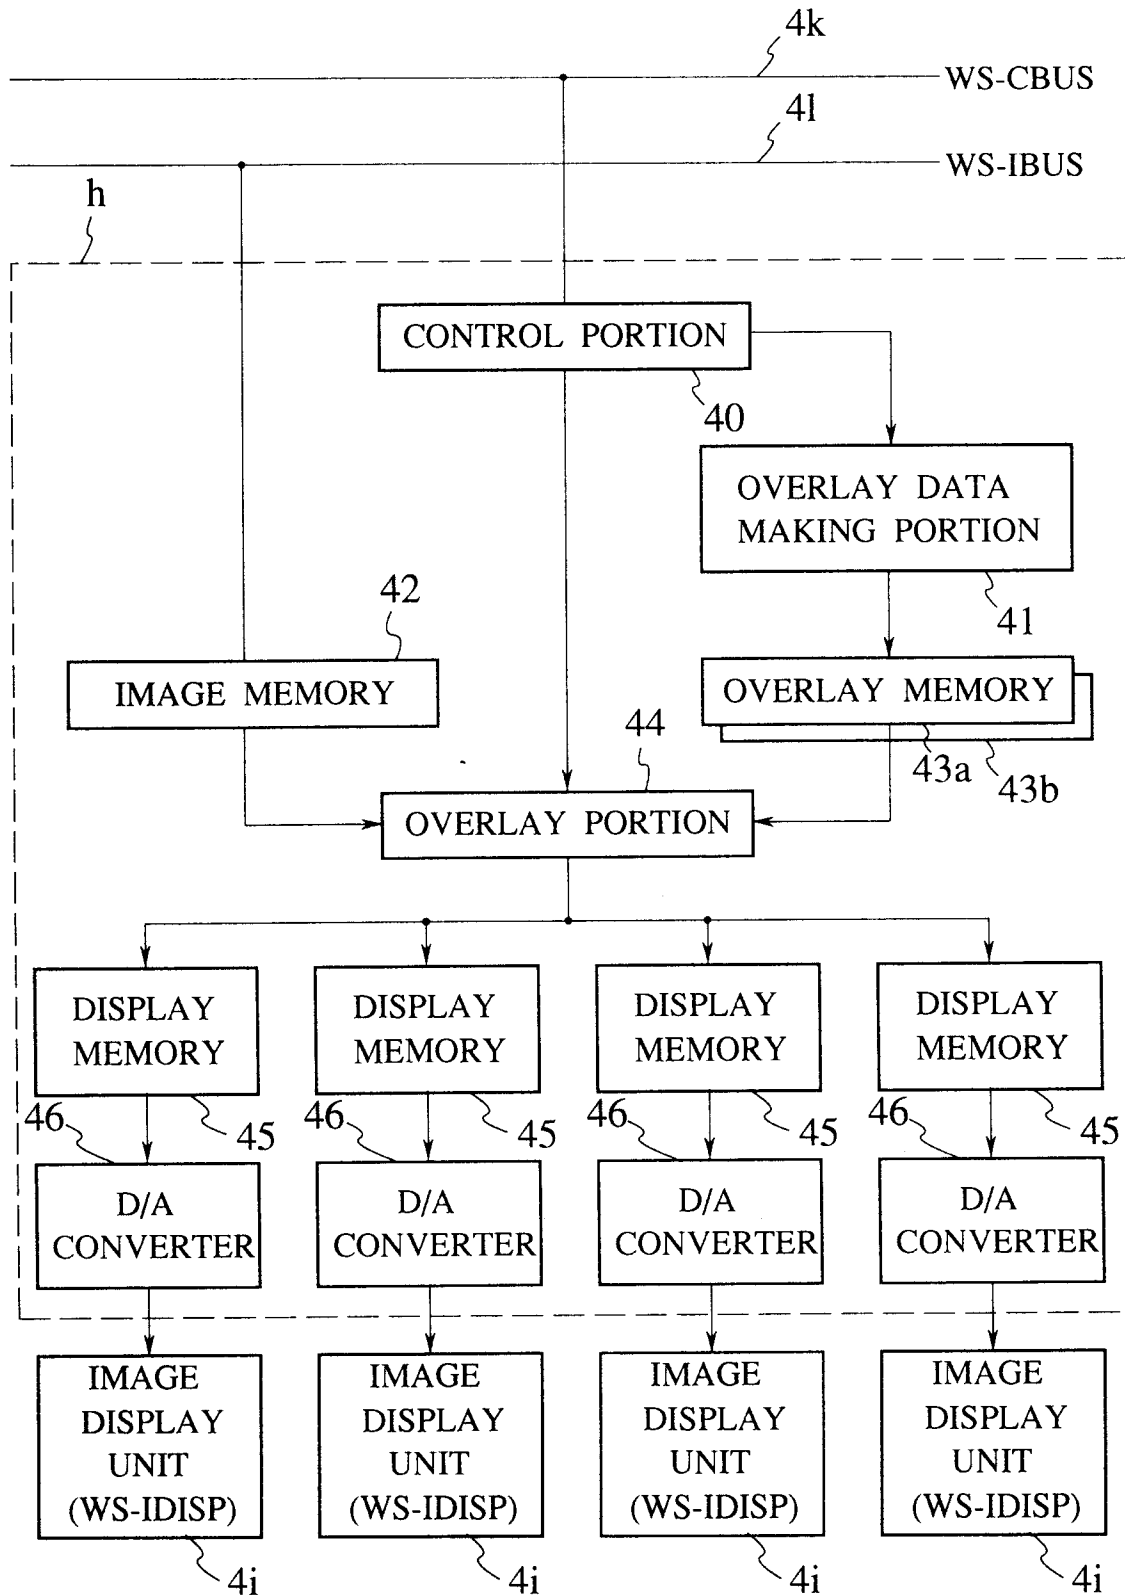 4k
WS-CBUS
4l
WS-IBUS
h
CONTROL PORTION
40
OVERLAY DATA
MAKING PORTION
41
42
IMAGE MEMORY
OVERLAY MEMORY
43a
43b
44
OVERLAY PORTION
DISPLAY
MEMORY
45
DISPLAY
MEMORY
45
DISPLAY
MEMORY
45
DISPLAY
MEMORY
45
46
D/A
CONVERTER
46
D/A
CONVERTER
46
D/A
CONVERTER
46
D/A
CONVERTER
IMAGE
DISPLAY
UNIT
(WS-IDISP)
4i
IMAGE
DISPLAY
UNIT
(WS-IDISP)
4i
IMAGE
DISPLAY
UNIT
(WS-IDISP)
4i
IMAGE
DISPLAY
UNIT
(WS-IDISP)
4i